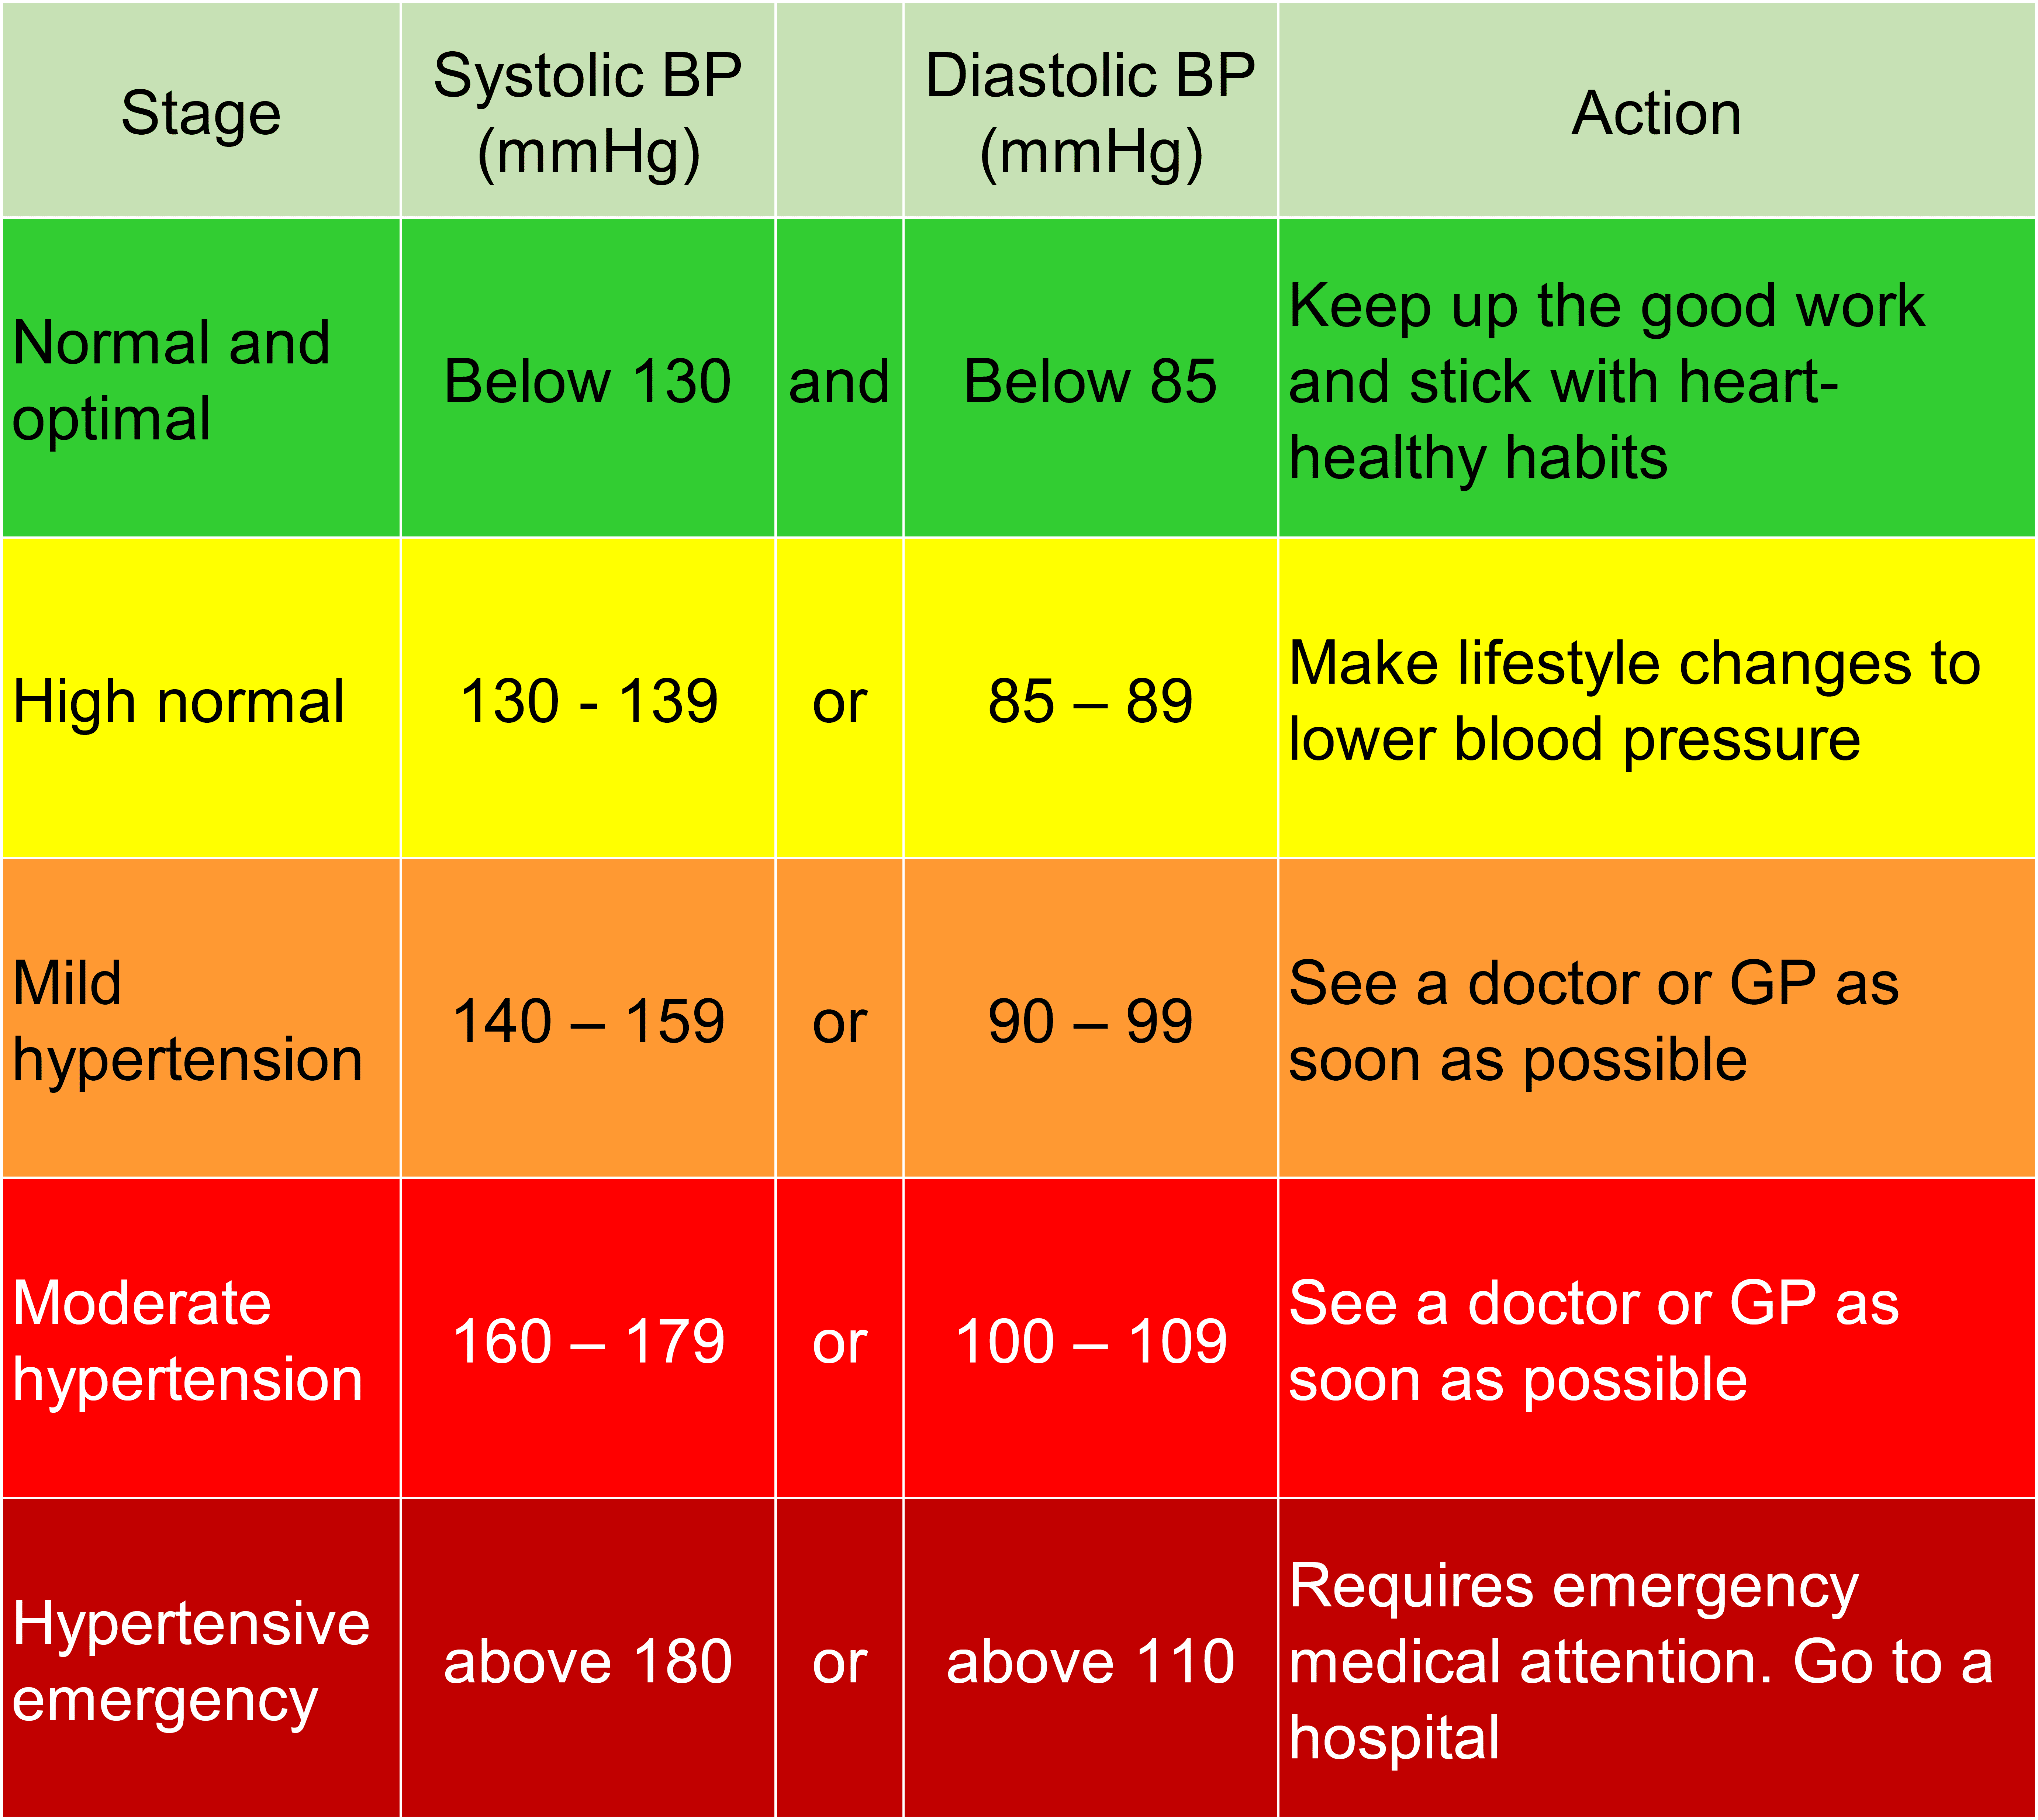 Stage
Systolic BP
(mmHg)
Diastolic BP
(mmHg)
Action
Normal and
optimal
Below 130
and
Below 85
Keep up the good work
and stick with heart-
healthy habits
High normal
130 - 139
or
85 – 89
Make lifestyle changes to
lower blood pressure
Mild
hypertension
140 – 159
or
90 – 99
See a doctor or GP as
soon as possible
Moderate
hypertension
160 – 179
or
100 – 109
See a doctor or GP as
soon as possible
Hypertensive
emergency
above 180
or
above 110
Requires emergency
medical attention. Go to a
hospital